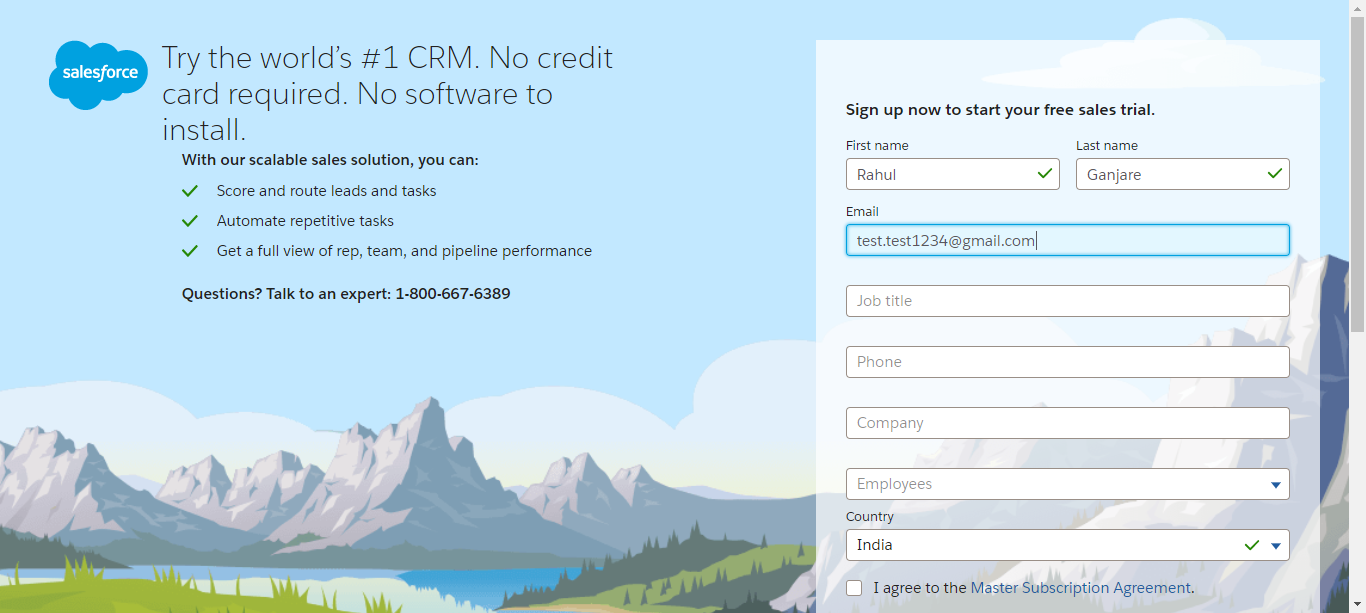 salesforce
Try the world's #1 CRM. No credit
card required. No software to
install.
With our scalable sales solution, you can:
Score and route leads and tasks
Automate repetitive tasks
Get a full view of rep, team, and pipeline performance
Questions? Talk to an expert: 1-800-667-6389
Sign up now to start your free sales trial.
First name Last name
Rahul Ganjare
Email
test.test1234@gmail.com
Job title
Phone
Company
Employees
Country
India
I agree to the Master Subscription Agreement.